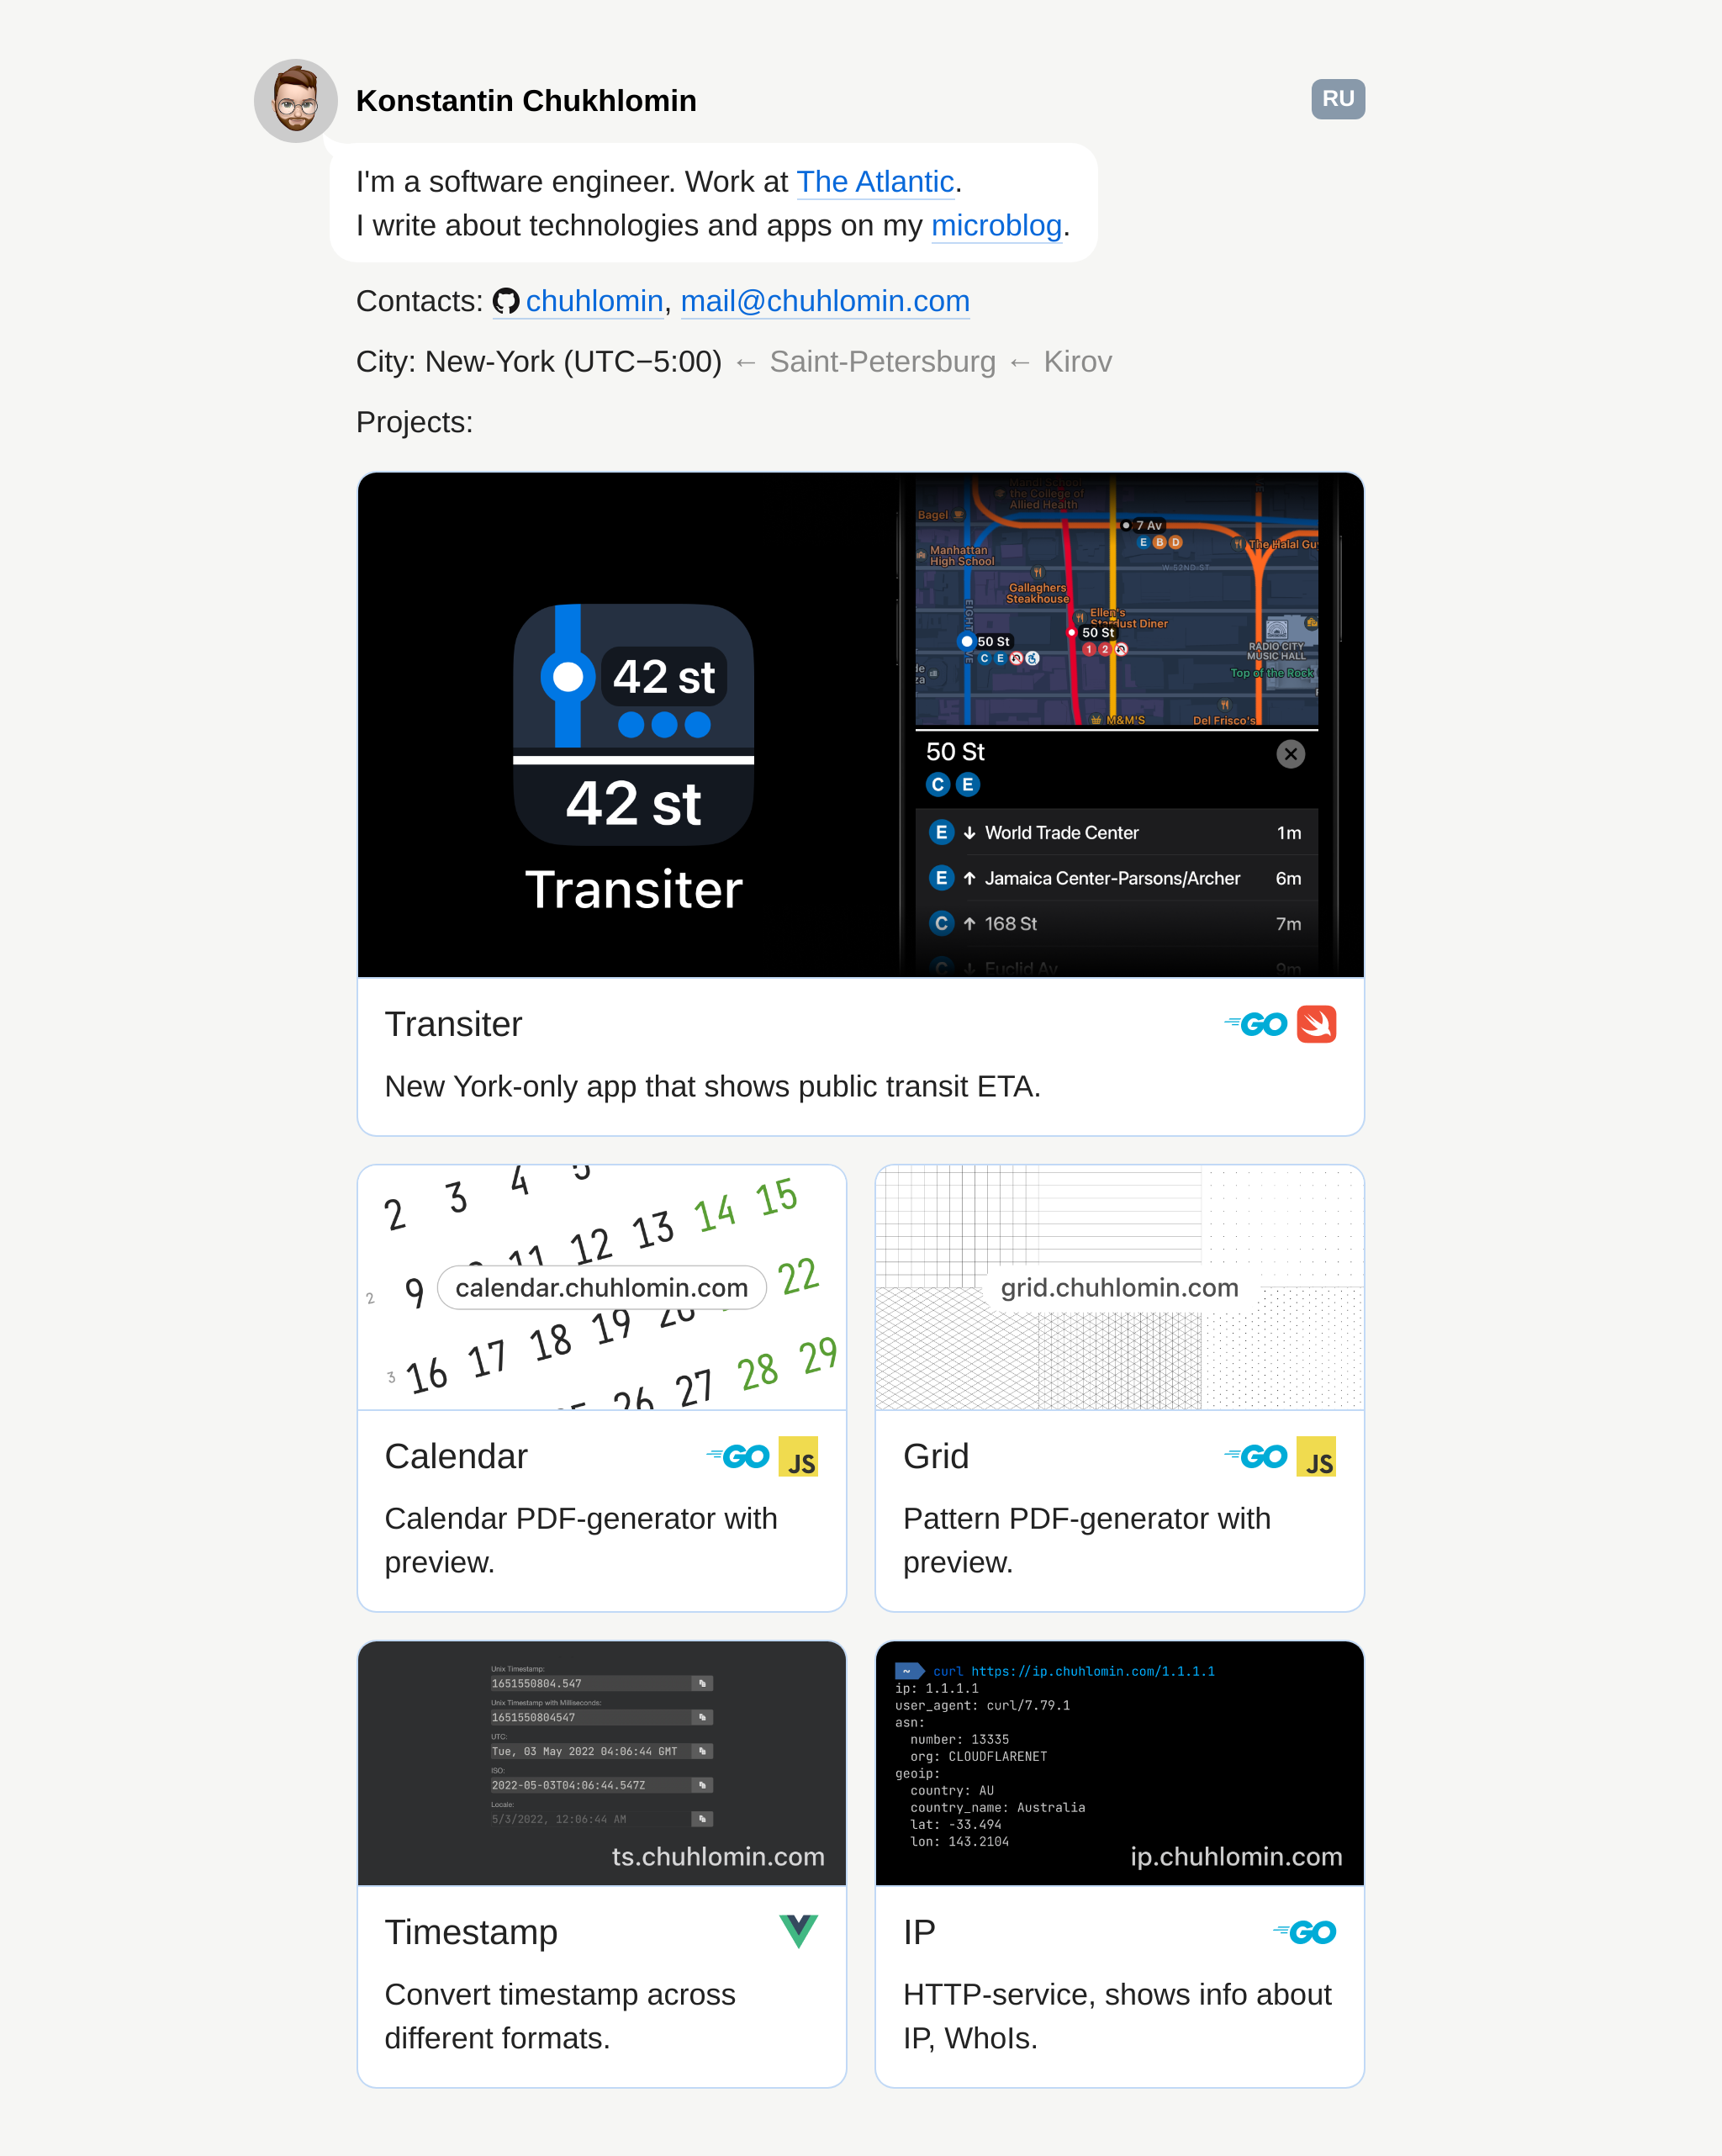 Konstantin Chukhlomin
RU
I'm a software engineer. Work at The Atlantic.
I write about technologies and apps on my microblog.
Contacts: chuhlomin, mail@chuhlomin.com
City: New-York (UTC−5:00) ← Saint-Petersburg ← Kirov
Projects:
42 st
42 st
Transiter
the College of
Allied Health
Bagel
7 Av
E B D
Manhattan
High School
The Halal Gu
W 52ND ST
Gallaghers
Steakhouse
Ellen's
Stardust Diner
50 St
C E
50 St
1 2
RADIO CITY
MUSIC HALL
Top of the Rock
M&M'S
Del Frisco's
50 St
C E
E ↓ World Trade Center 1m
E ↑ Jamaica Center-Parsons/Archer 6m
C ↑ 168 St 7m
C ↓ Euclid Av 9m
Transiter
GO
New York-only app that shows public transit ETA.
2 3 4 5
11 12 13 14 15
2 9 22
calendar.chuhlomin.com
3 16 17 18 19 20
26 27 28 29
grid.chuhlomin.com
Calendar
GO JS
Calendar PDF-generator with
preview.
Grid
GO JS
Pattern PDF-generator with
preview.
Unix Timestamp:
1651550804.547
Unix Timestamp with Milliseconds:
1651550804547
UTC:
Tue, 03 May 2022 04:06:44 GMT
ISO:
2022-05-03T04:06:44.547Z
Locale:
5/3/2022, 12:06:44 AM
ts.chuhlomin.com
~ curl https://ip.chuhlomin.com/1.1.1.1
ip: 1.1.1.1
user_agent: curl/7.79.1
asn:
number: 13335
org: CLOUDFLARENET
geoip:
country: AU
country_name: Australia
lat: -33.494
lon: 143.2104
ip.chuhlomin.com
Timestamp
Convert timestamp across
different formats.
IP
GO
HTTP-service, shows info about
IP, WhoIs.